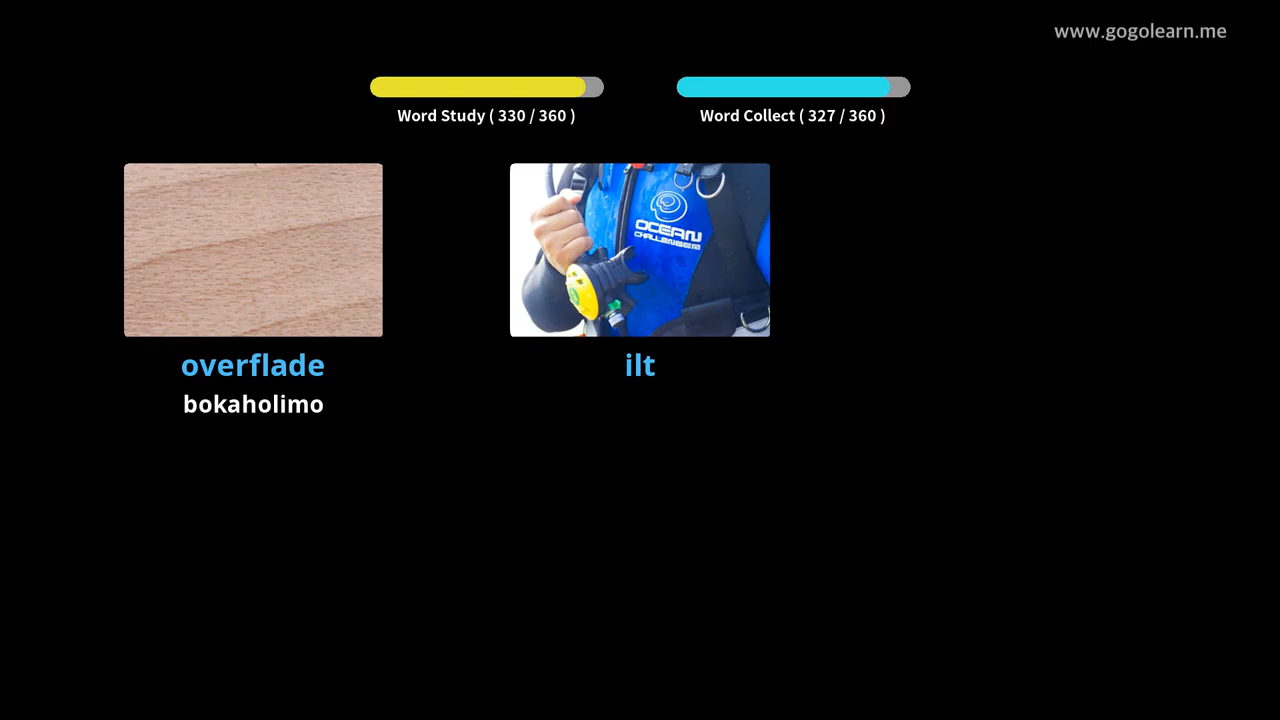 www.gogolearn.me
Word Study ( 330 / 360 )
Word Collect ( 327 / 360 )
OCEAN
CHALLENGER
overflade
ilt
bokaholimo